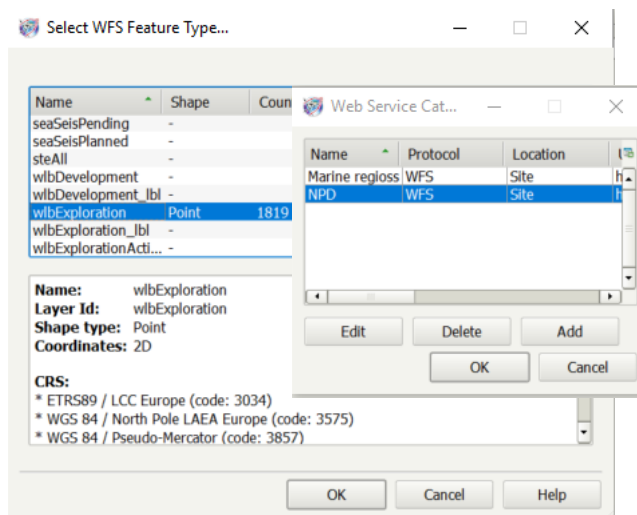 Select WFS Feature Type...
Name Shape Coun
seaSeisPending -
seaSeisPlanned -
steAll -
wlbDevelopment -
wlbDevelopment_lbl -
wlbExploration Point 1819
wlbExploration_lbl -
wlbExplorationActi... -
Name: wlbExploration
Layer Id: wlbExploration
Shape type: Point
Coordinates: 2D
CRS:
* ETRS89 / LCC Europe (code: 3034)
* WGS 84 / North Pole LAEA Europe (code: 3575)
* WGS 84 / Pseudo-Mercator (code: 3857)
OK Cancel Help
Web Service Cat...
Name Protocol Location
Marine regioss WFS Site h
NPD WFS Site h
Edit Delete Add
OK Cancel